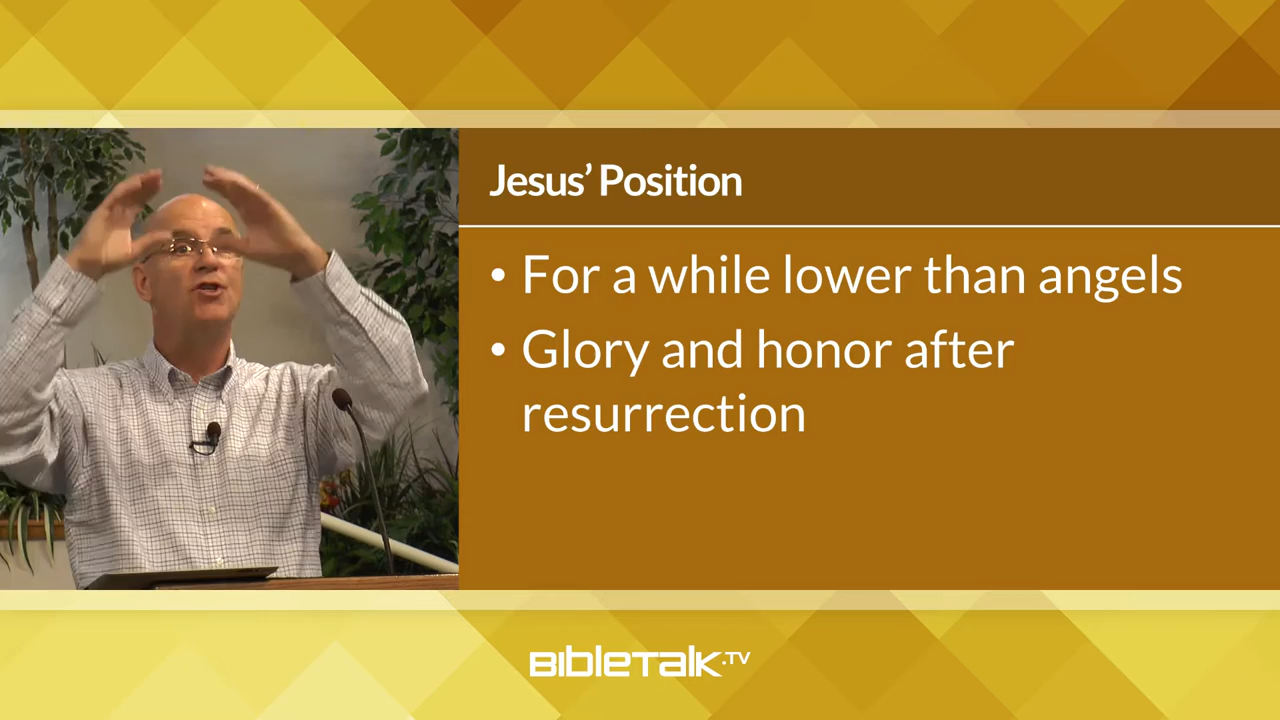 Jesus' Position
• For a while lower than angels
• Glory and honor after
resurrection
BIBLETALK.TV